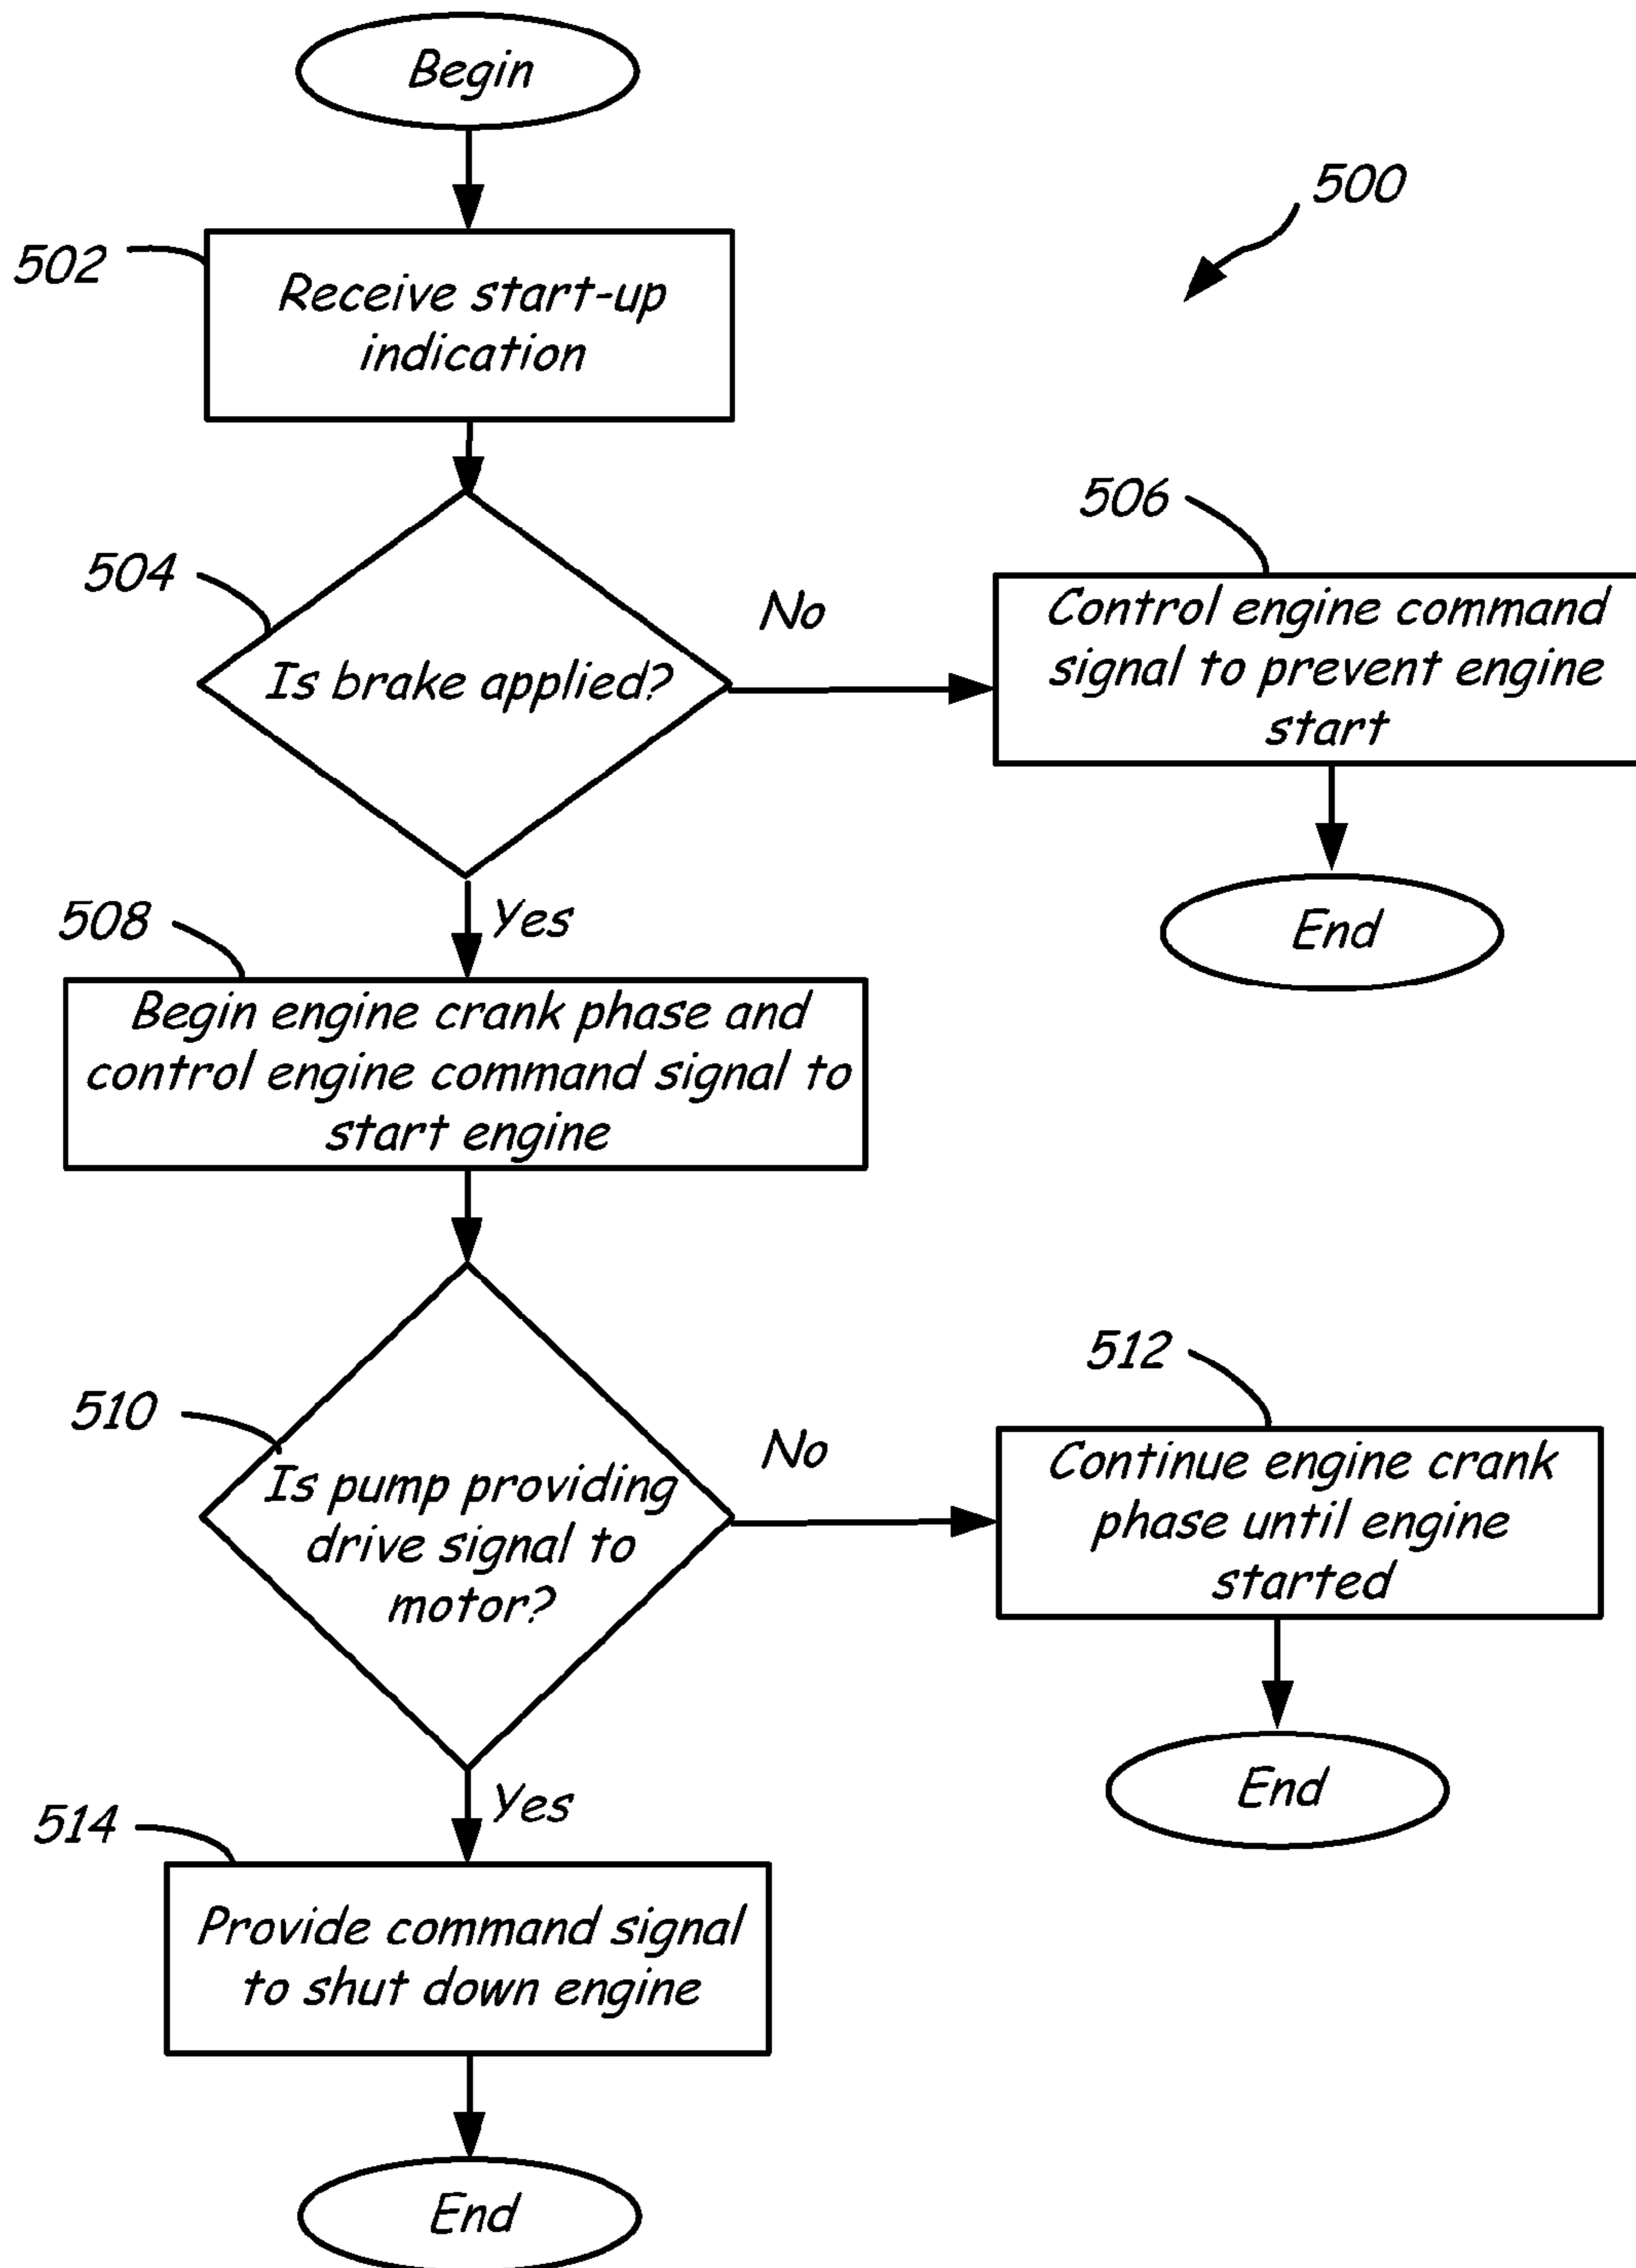 Begin
500
502
Receive start-up
indication
506
504
No
Control engine command
signal to prevent engine
start
Is brake applied?
508
Yes
End
Begin engine crank phase and
control engine command signal to
start engine
512
510
No
Continue engine crank
phase until engine
started
Is pump providing
drive signal to
motor?
514
Yes
End
Provide command signal
to shut down engine
End